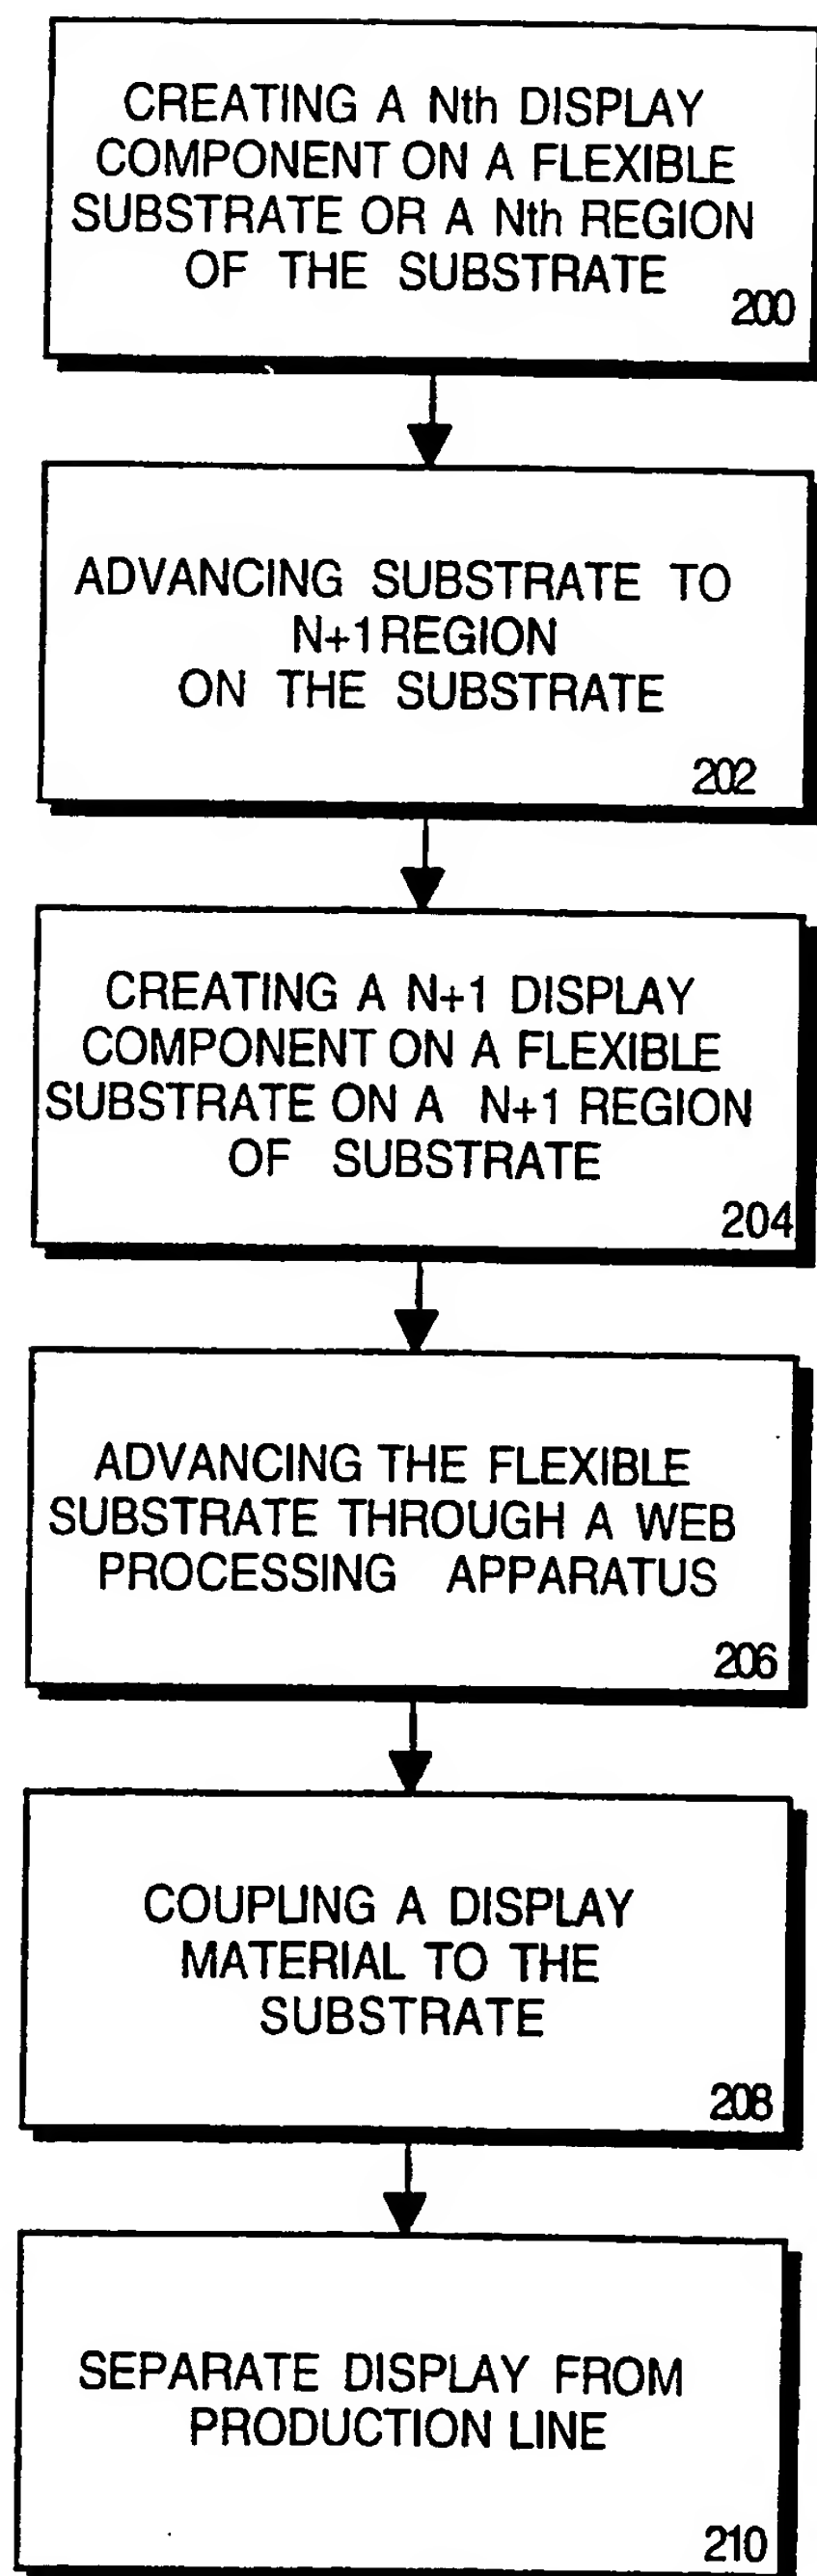 CREATING A Nth DISPLAY
COMPONENT ON A FLEXIBLE
SUBSTRATE OR A Nth REGION
OF THE SUBSTRATE
200
ADVANCING SUBSTRATE TO
N+1 REGION
ON THE SUBSTRATE
202
CREATING A N+1 DISPLAY
COMPONENT ON A FLEXIBLE
SUBSTRATE ON A N+1 REGION
OF SUBSTRATE
204
ADVANCING THE FLEXIBLE
SUBSTRATE THROUGH A WEB
PROCESSING APPARATUS
206
COUPLING A DISPLAY
MATERIAL TO THE
SUBSTRATE
208
SEPARATE DISPLAY FROM
PRODUCTION LINE
210